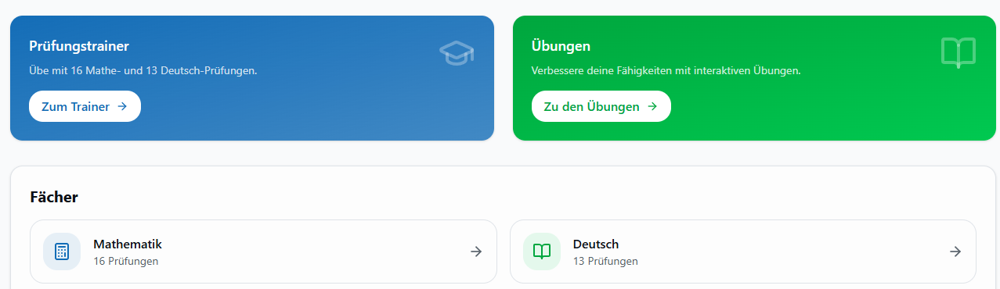 Prüfungstrainer
Übe mit 16 Mathe- und 13 Deutsch-Prüfungen.
Zum Trainer →
Übungen
Verbessere deine Fähigkeiten mit interaktiven Übungen.
Zu den Übungen →
Fächer
Mathematik
16 Prüfungen
Deutsch
13 Prüfungen